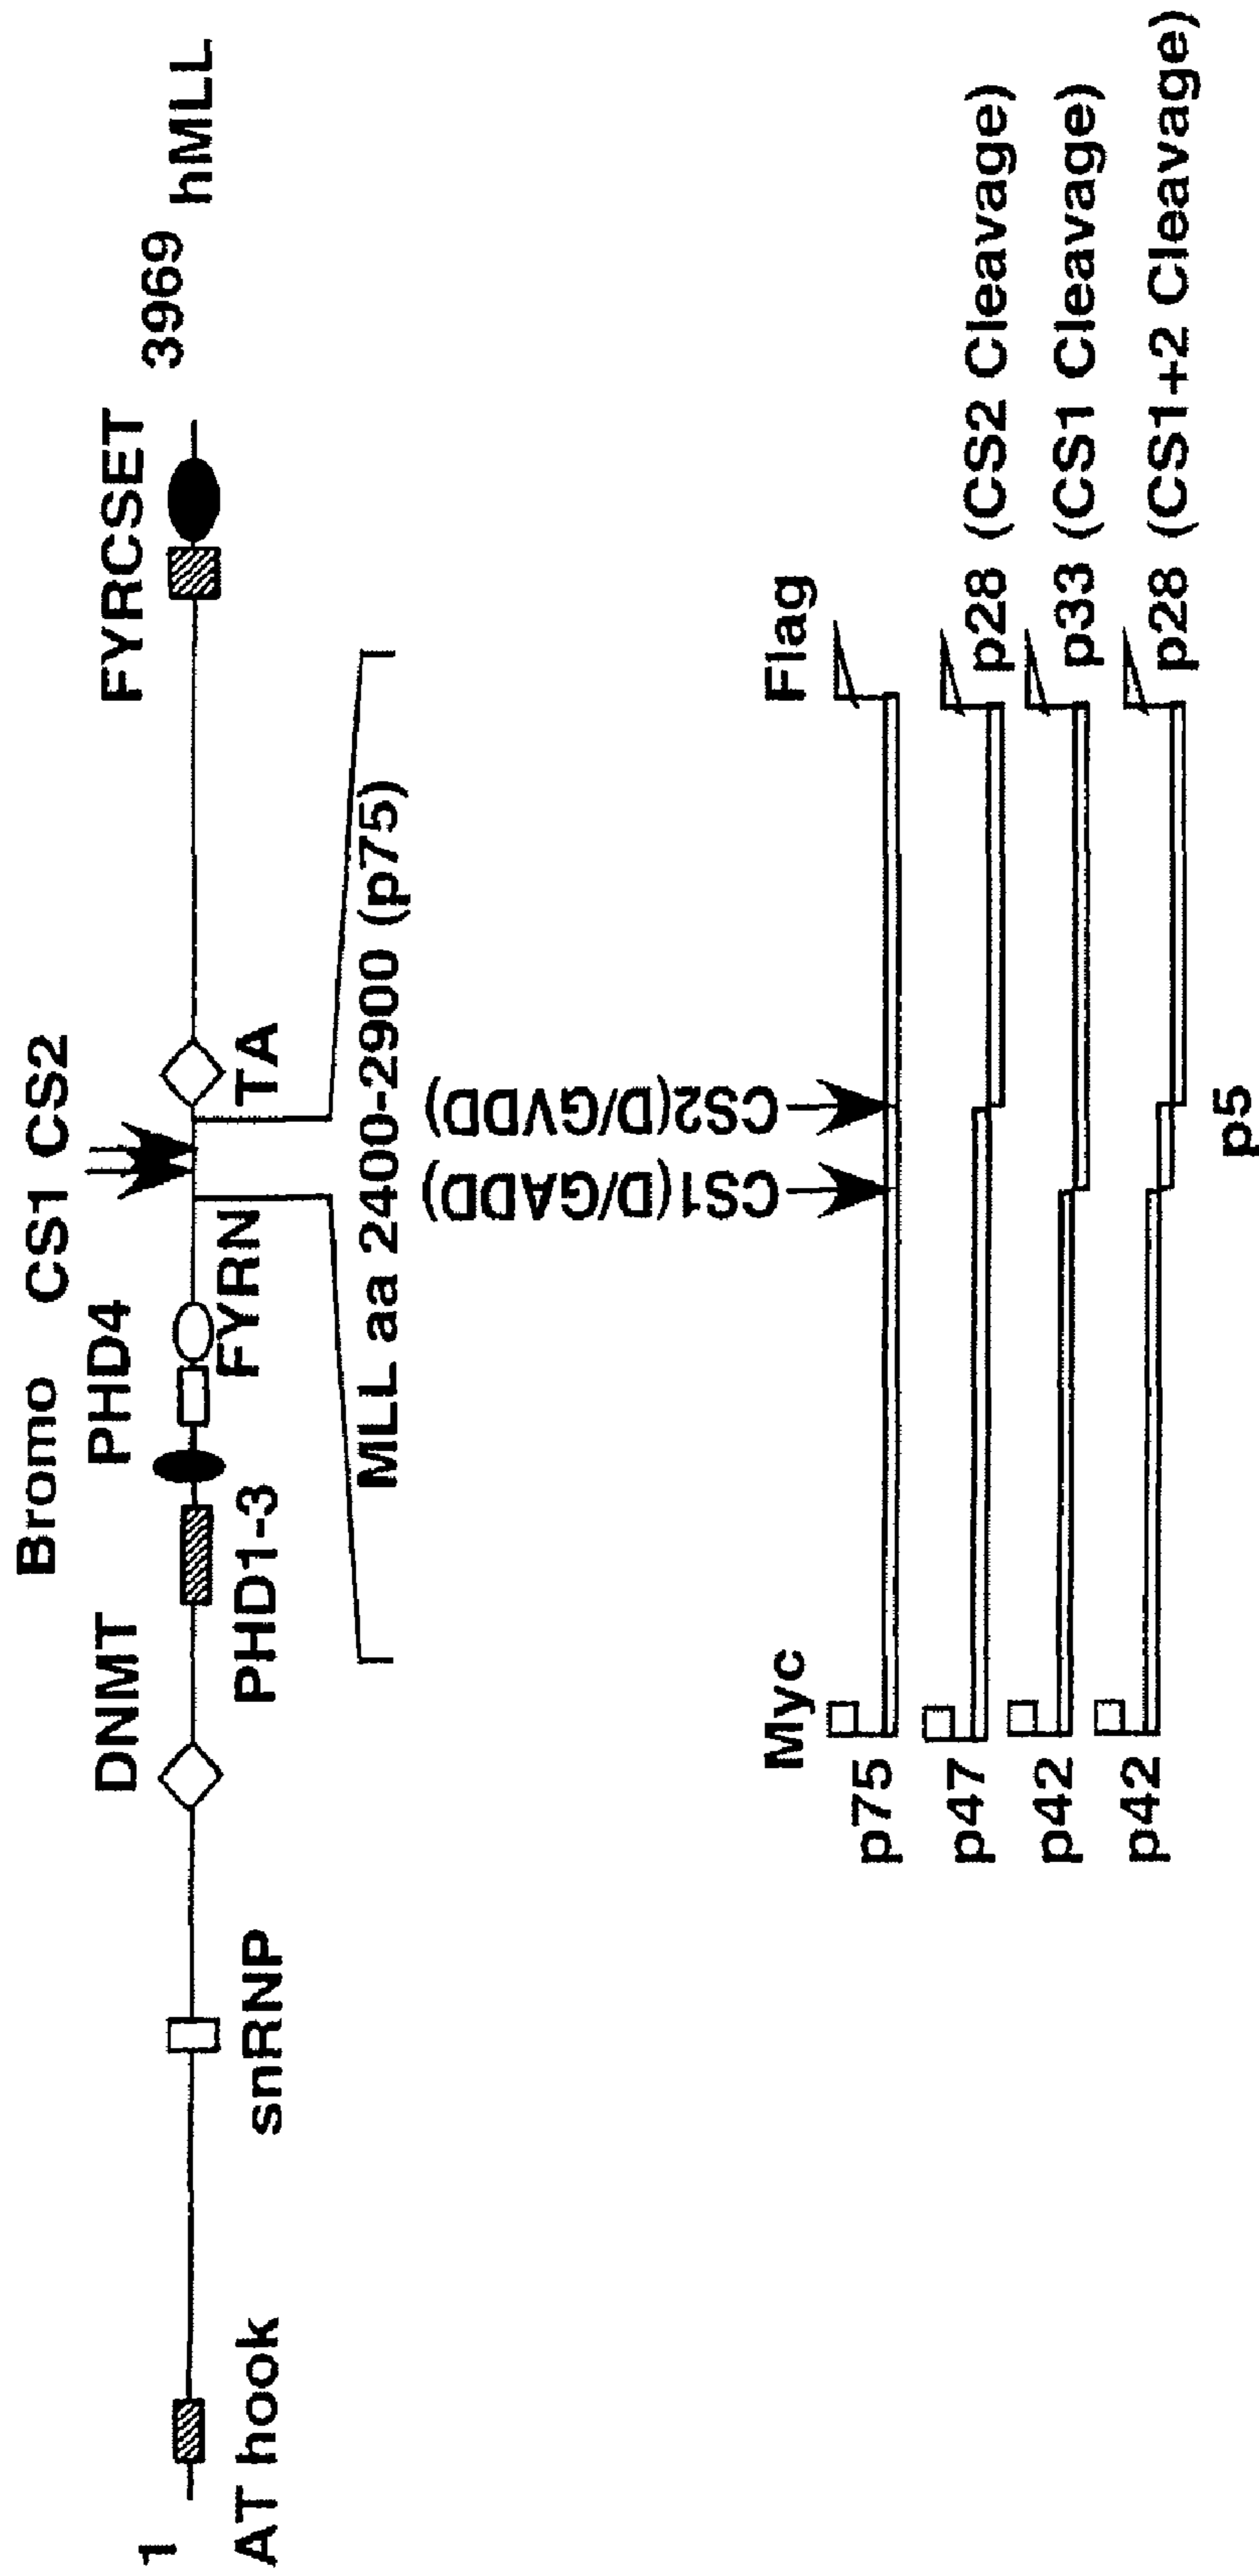 Bromo CS1 CS2
DNMT PHD4 FYRCSET
1 3969 hMLL
AT hook snRNP PHD1-3 FYRN TA
MLL aa 2400-2900 (p75)
CS1(D/GADD)
CS2(D/GVDD)
Myc Flag
p75
p47 p28 (CS2 Cleavage)
p42 p33 (CS1 Cleavage)
p42 p28 (CS1+2 Cleavage)
p5